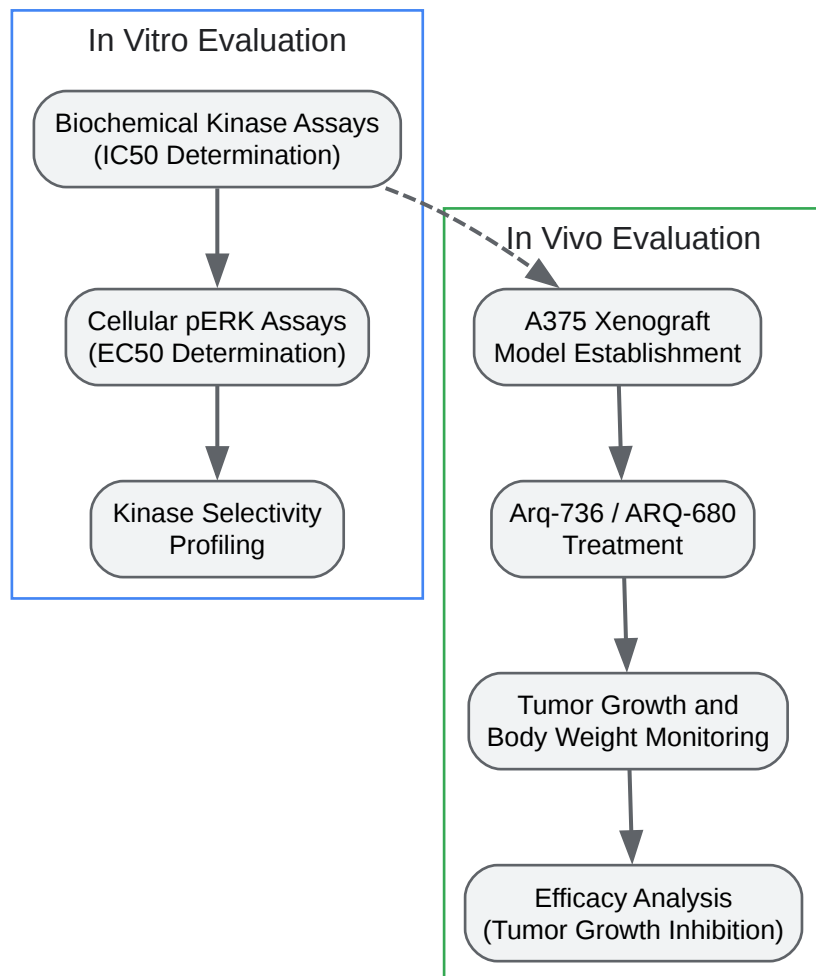 In Vitro Evaluation
Biochemical Kinase Assays
(IC50 Determination)
Cellular pERK Assays
(EC50 Determination)
Kinase Selectivity
Profiling
In Vivo Evaluation
A375 Xenograft
Model Establishment
Arq-736 / ARQ-680
Treatment
Tumor Growth and
Body Weight Monitoring
Efficacy Analysis
(Tumor Growth Inhibition)